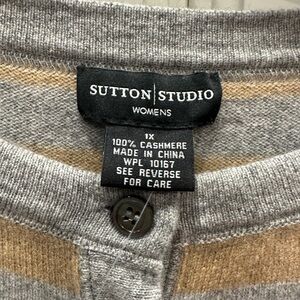 SUTTON STUDIO
WOMENS
1X
100% CASHMERE
MADE IN CHINA
WPL 10167
SEE REVERSE
FOR CARE